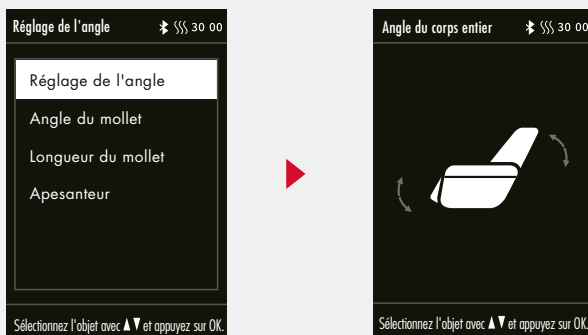 Réglage de l'angle 30 00
Réglage de l'angle
Angle du mollet
Longueur du mollet
Apesanteur
Sélectionnez l'objet avec ▲▼ et appuyez sur OK.
Angle du corps entier 30 00
Sélectionnez l'objet avec ▲▼ et appuyez sur OK.